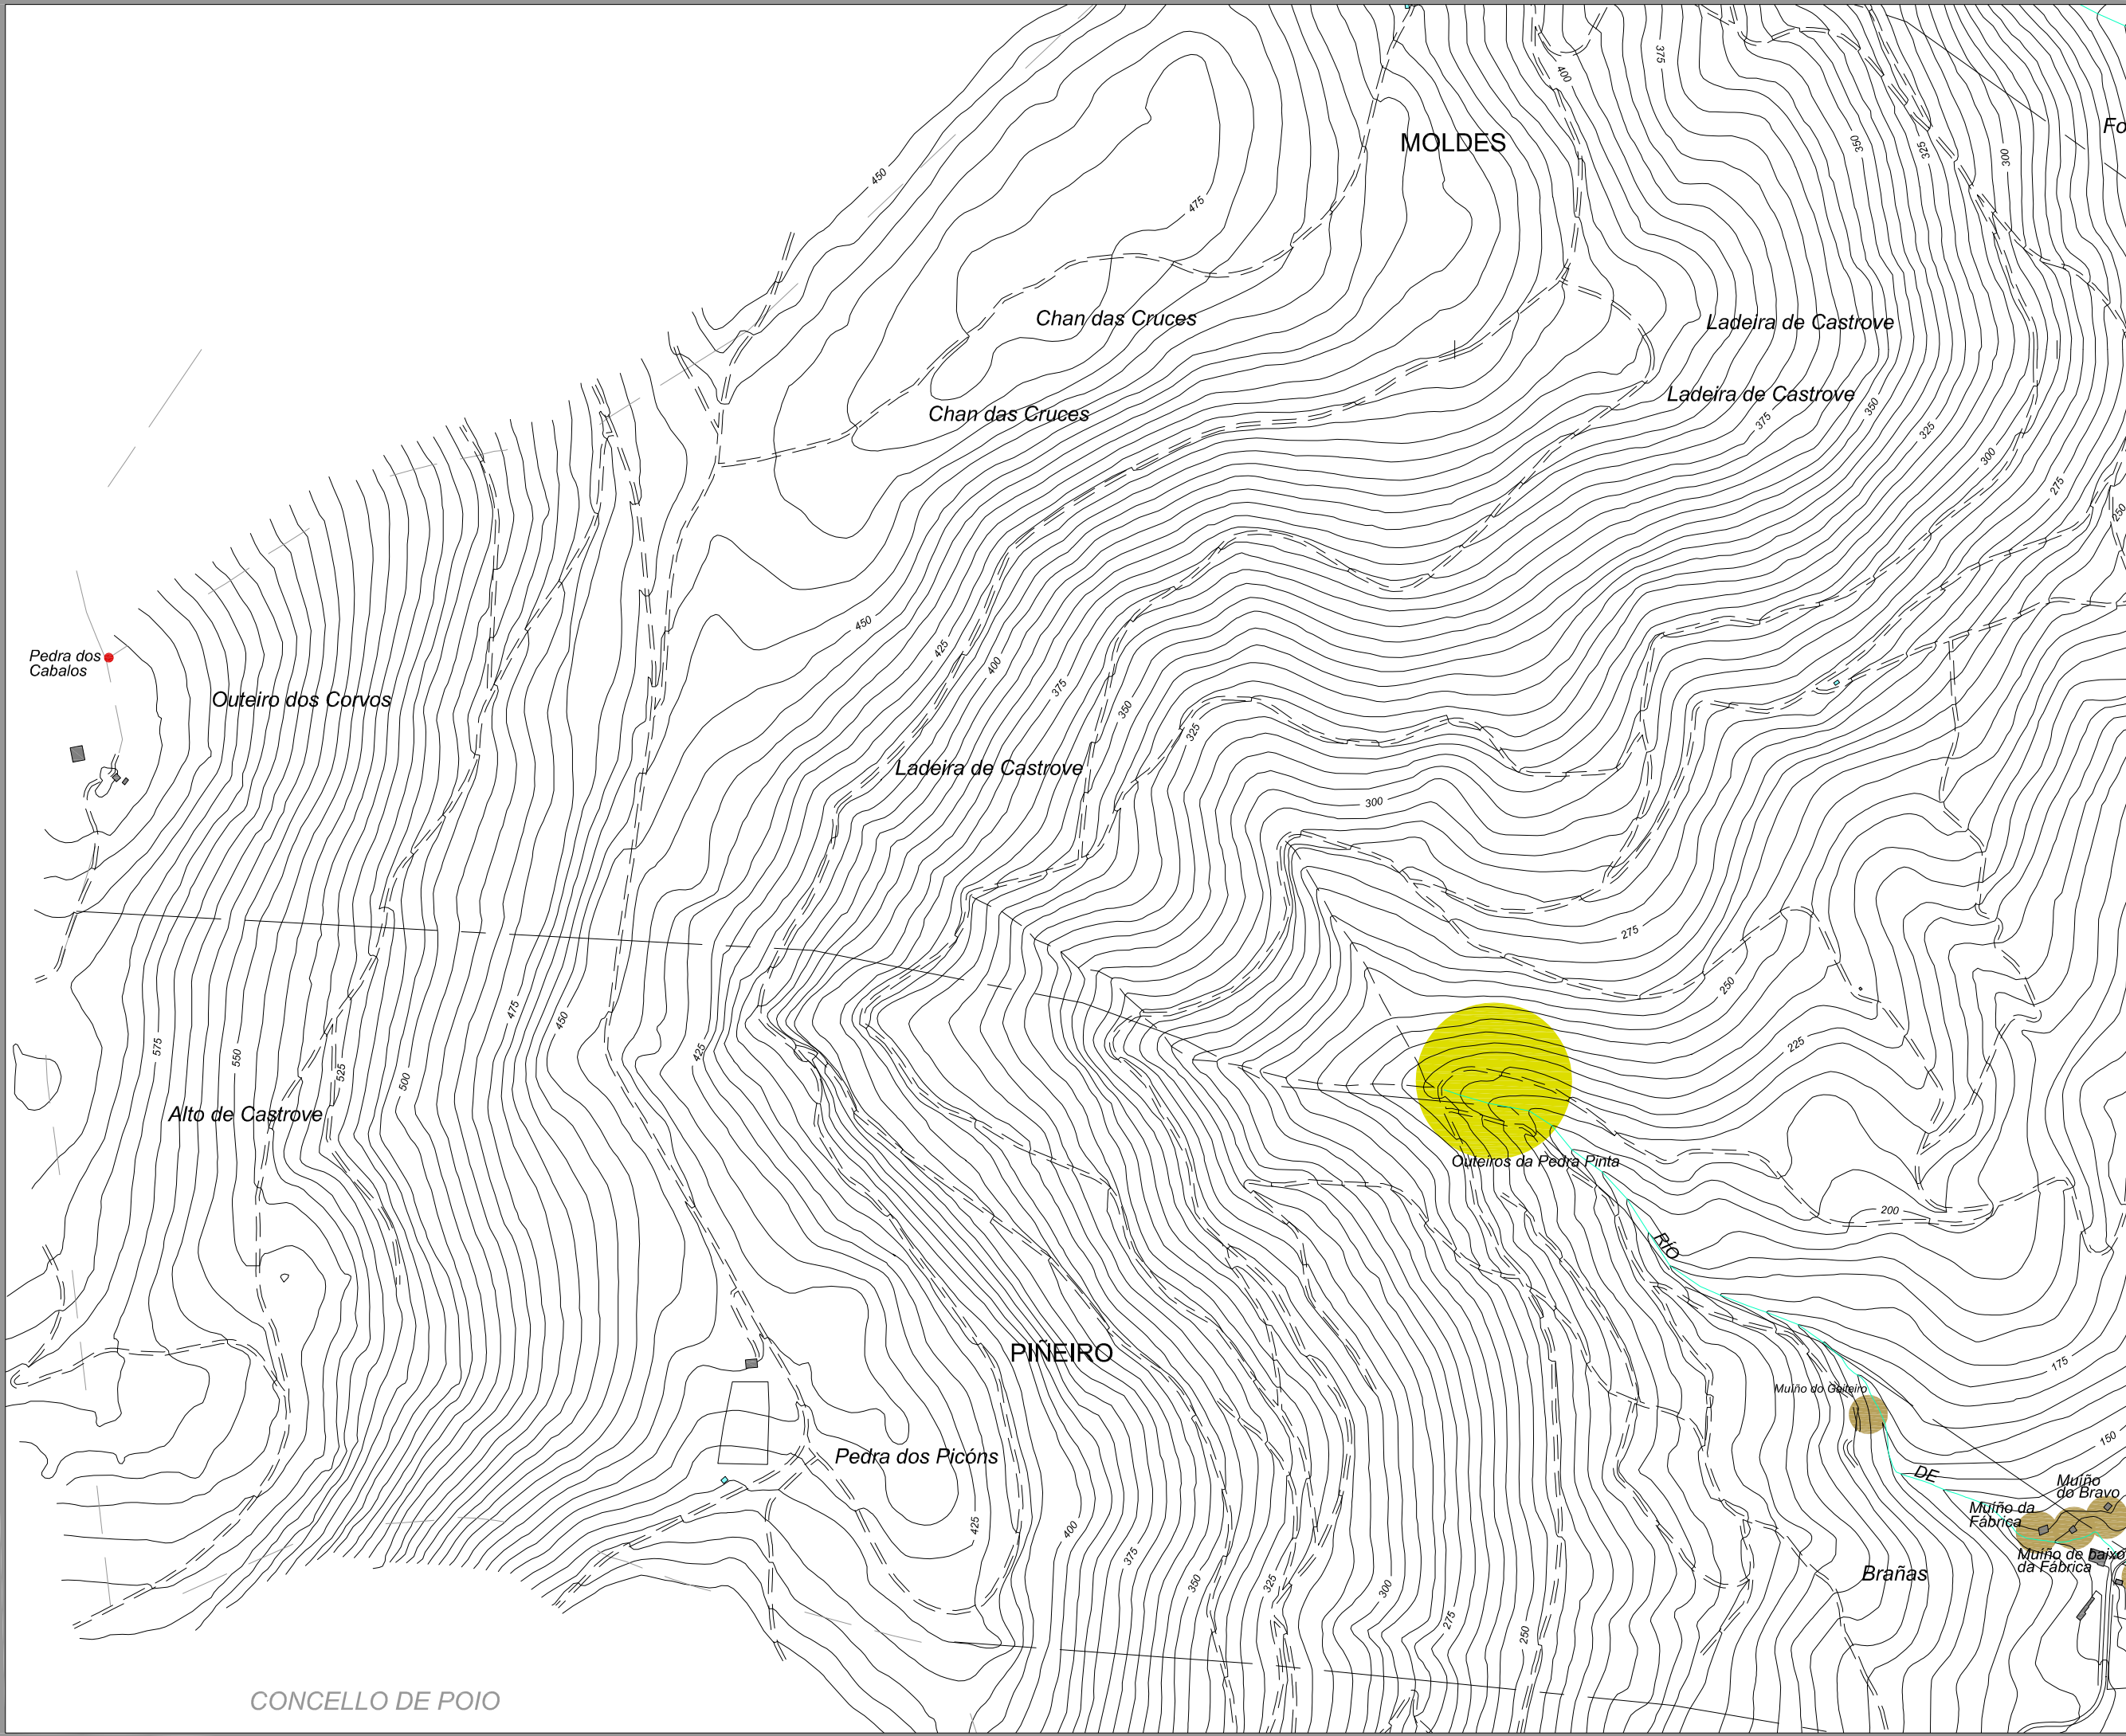 Fo
MOLDES
375
400
350
325
300
450
475
Chan das Cruces
Ladeira de Castrove
Chan das Cruces
Ladeira de Castrove
350
375
325
300
275
250
450
425
400
375
350
325
Pedra dos
Cabalos
Outeiro dos Corvos
Ladeira de Castrove
300
275
250
225
575
550
525
500
475
450
425
Alto de Castrove
Outeiros da Pedra Pinta
200
RÍO
PIÑEIRO
175
Muíño do Gaiteiro
150
Pedra dos Picóns
DE
Muíño
do Bravo
Muíño da
Fábrica
Muíño de baixo
da Fábrica
Brañas
425
400
375
350
325
300
275
250
CONCELLO DE POIO